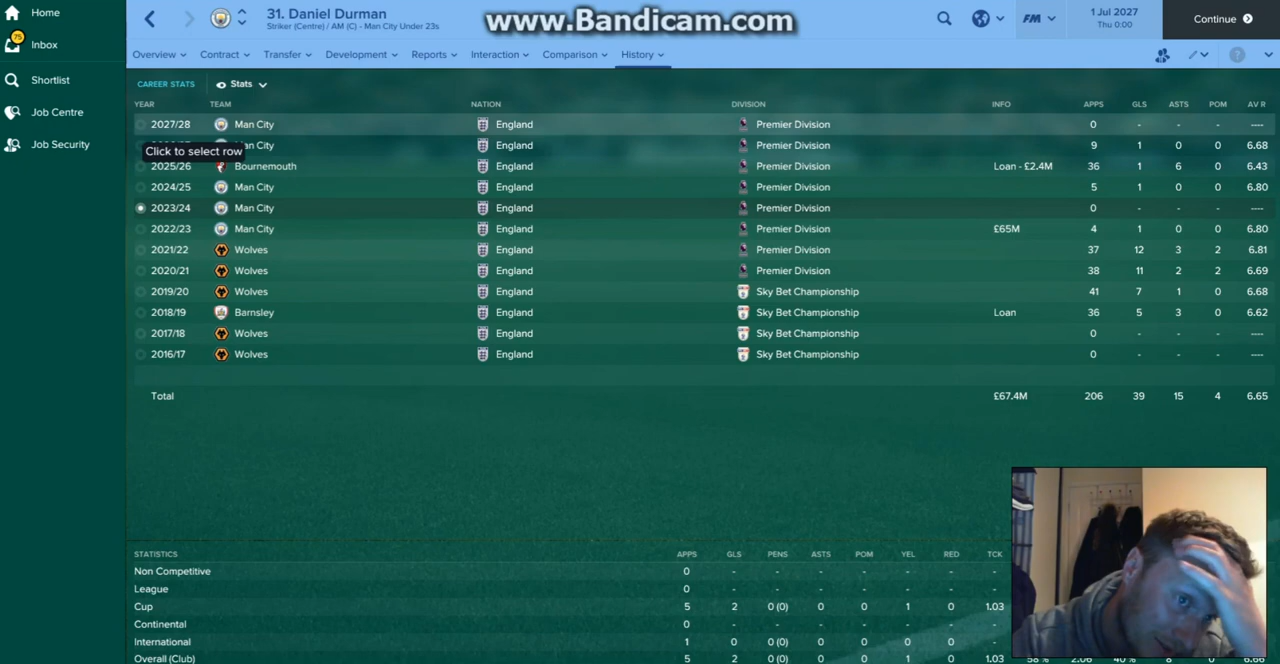 31. Daniel Durman
Striker (Centre) / AM (C) - Man City Under 23s
www.Bandicam.com
FM
1 Jul 2027
Thu 0:00
Continue
Home
75
Inbox
Shortlist
Job Centre
Job Security
Overview Contract Transfer Development Reports Interaction Comparison History
?
CAREER STATS Stats
YEAR TEAM NATION DIVISION INFO APPS GLS ASTS POM AV R
2027/28 Man City England Premier Division 0 - - - ----
Man City England Premier Division 9 1 0 0 6.68
Click to select row
2025/26 Bournemouth England Premier Division Loan - £2.4M 36 1 6 0 6.43
2024/25 Man City England Premier Division 5 1 0 0 6.80
2023/24 Man City England Premier Division 0 - - - ----
2022/23 Man City England Premier Division £65M 4 1 0 0 6.80
2021/22 Wolves England Premier Division 37 12 3 2 6.81
2020/21 Wolves England Premier Division 38 11 2 2 6.69
2019/20 Wolves England Sky Bet Championship 41 7 1 0 6.68
2018/19 Barnsley England Sky Bet Championship Loan 36 5 3 0 6.62
2017/18 Wolves England Sky Bet Championship 0 - - - ----
2016/17 Wolves England Sky Bet Championship 0 - - - ----
Total £67.4M 206 39 15 4 6.65
STATISTICS APPS GLS PENS ASTS POM YEL RED TCK
Non Competitive 0 - - - - - - -
League 0 - - - - - - -
Cup 5 2 0 (0) 0 0 1 0 1.03
Continental 0 - - - - - - -
International 1 0 0 (0) 0 0 0 0 -
Overall (Club) 5 2 0 (0) 0 0 1 0 1.03